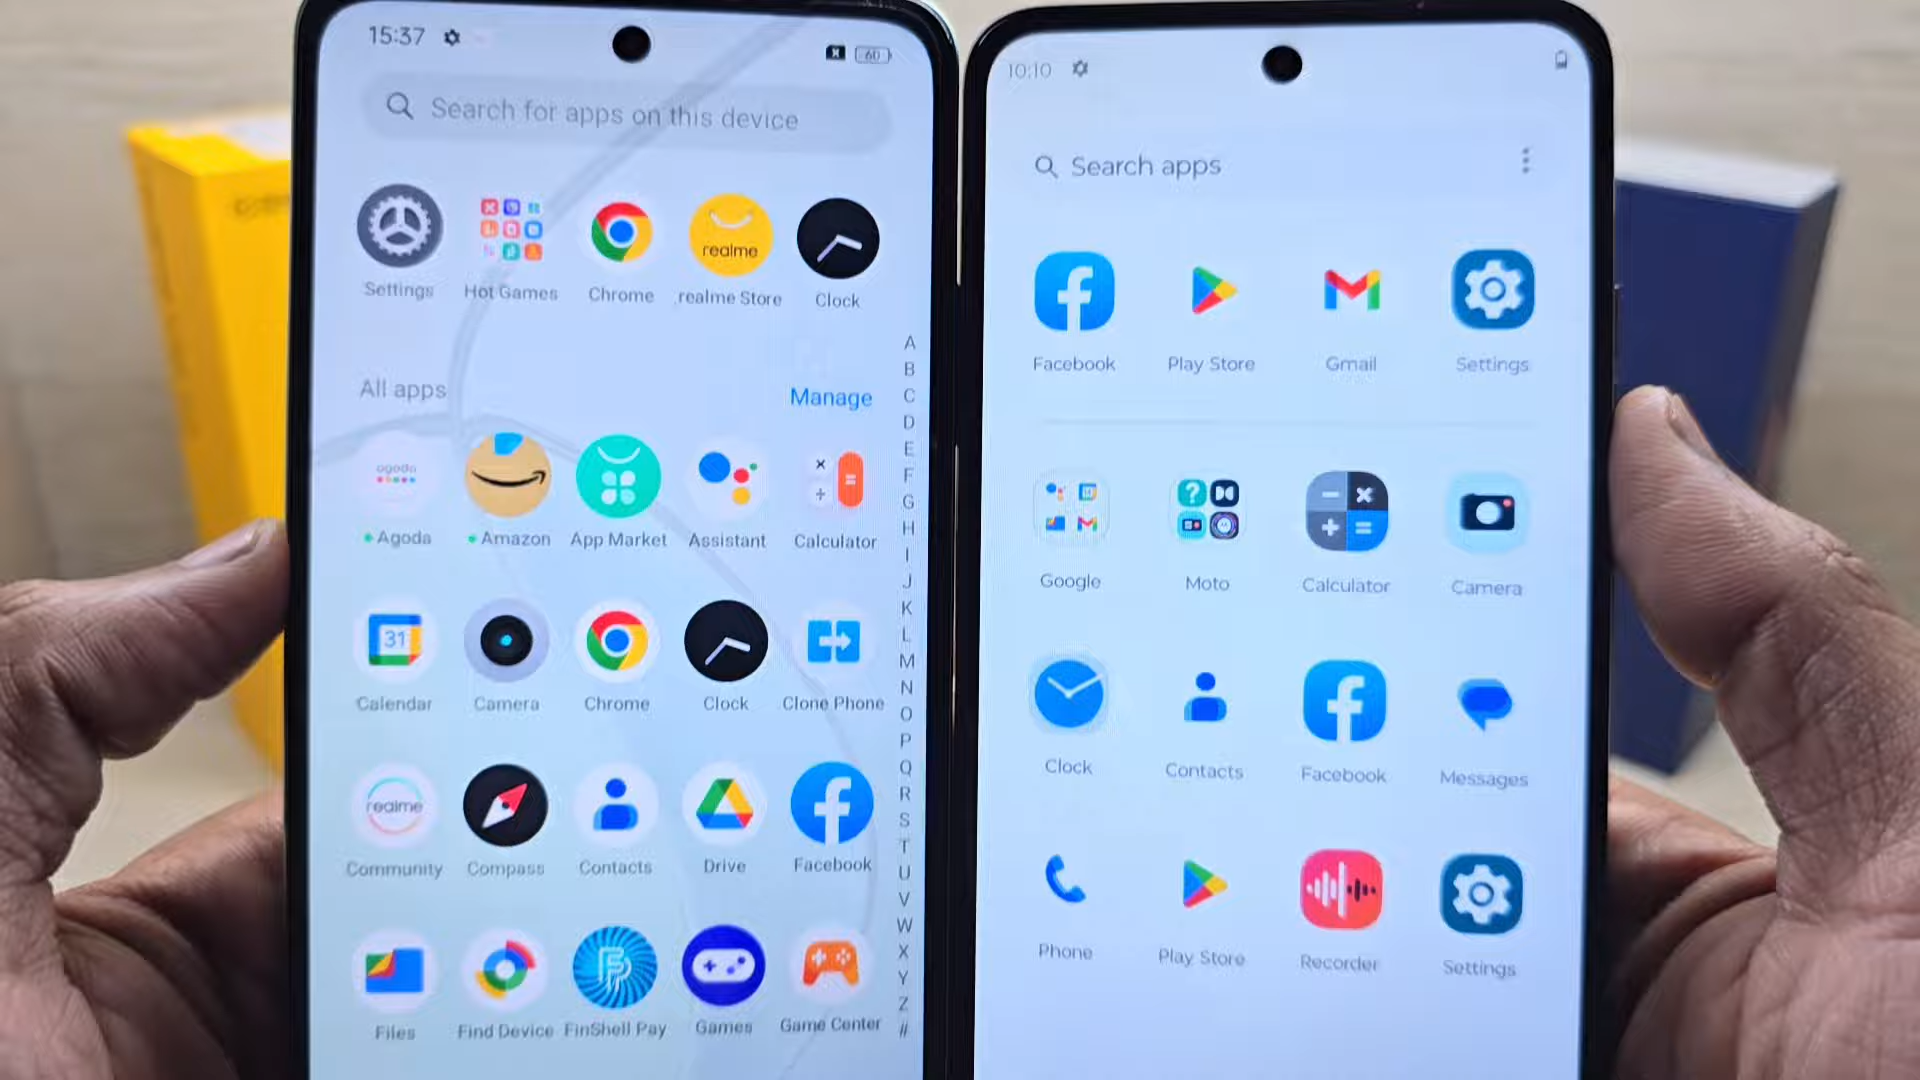 15:37
60
Search for apps on this device
realme
Settings
Hot Games
Chrome
realme Store
Clock
All apps
Manage
agoda
Agoda
Amazon
App Market
Assistant
Calculator
31
Calendar
Camera
Chrome
Clock
Clone Phone
realme
Community
Compass
Contacts
Drive
Facebook
Files
Find Device
FinShell Pay
Games
Game Center
A
B
C
D
E
F
G
H
I
J
K
L
M
N
O
P
Q
R
S
T
U
V
W
X
Y
Z
#
10:10
Search apps
Facebook
Play Store
Gmail
Settings
Google
Moto
Calculator
Camera
Clock
Contacts
Facebook
Messages
Phone
Play Store
Recorder
Settings